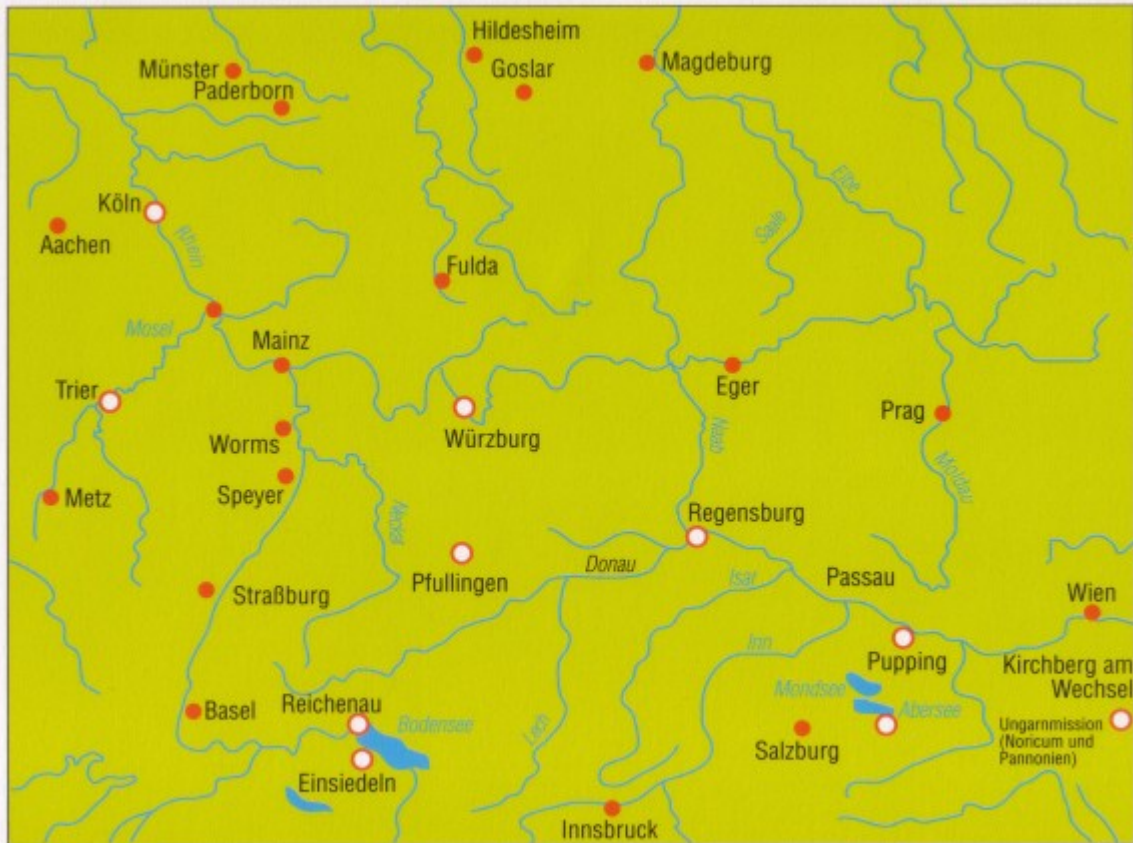 Hildesheim
Münster
Goslar
Magdeburg
Paderborn
Elbe
Köln
Saale
Aachen
Rhein
Fulda
Mosel
Mainz
Trier
Eger
Prag
Würzburg
Worms
Naab
Metz
Speyer
Moldau
Neckar
Regensburg
Pfullingen
Donau
Isar
Passau
Straßburg
Wien
Inn
Pupping
Kirchberg am
Wechsel
Mondsee
Reichenau
Basel
Bodensee
Lech
Abersee
Ungarnmission
(Noricum und
Pannonien)
Salzburg
Einsiedeln
Innsbruck